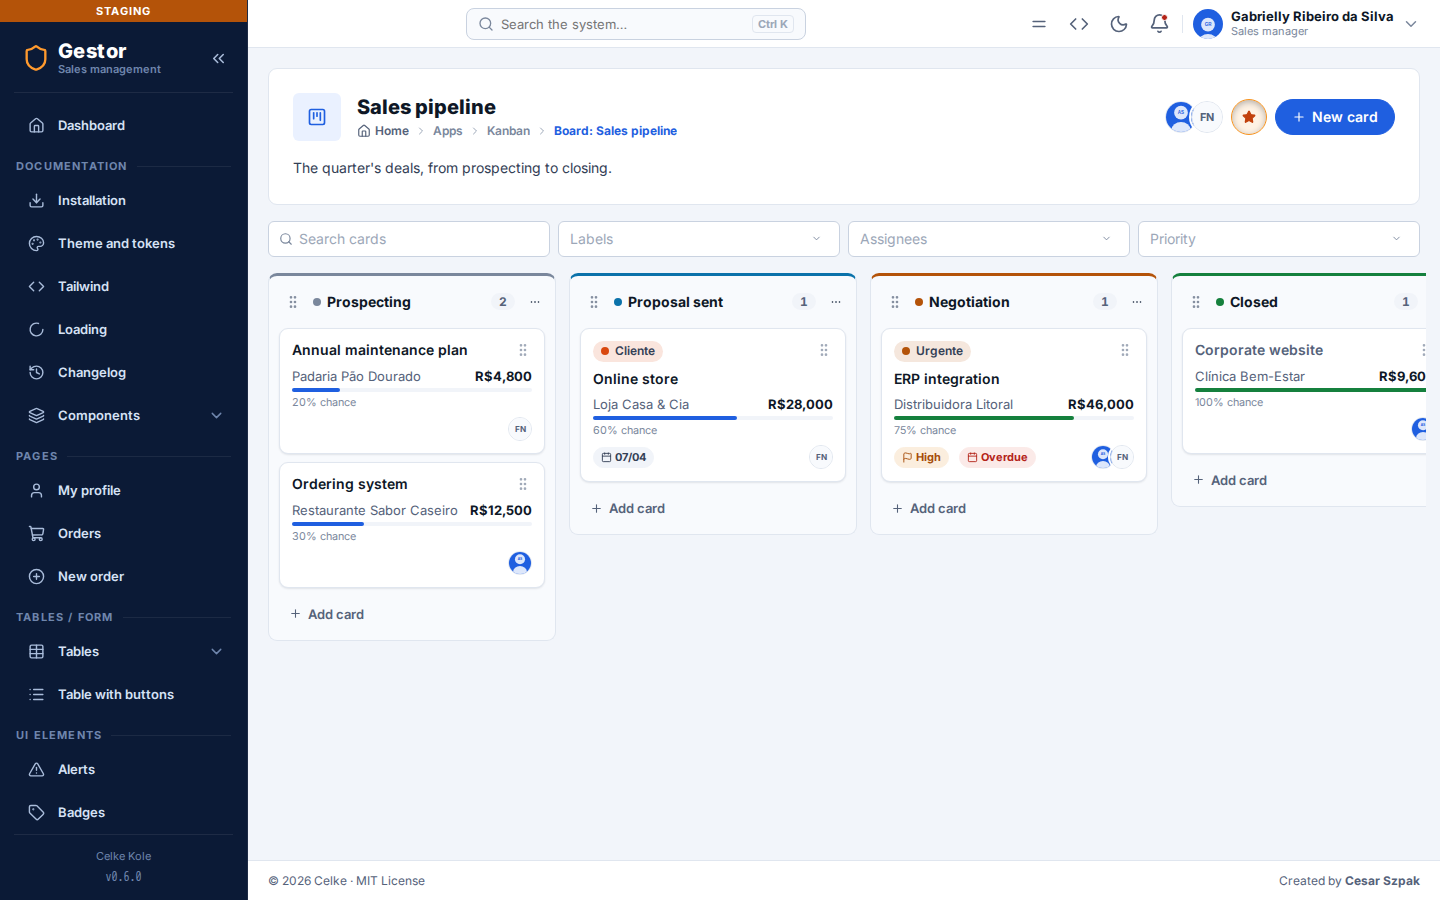 STAGING
Gestor
Sales management
Dashboard
DOCUMENTATION
Installation
Theme and tokens
Tailwind
Loading
Changelog
Components
PAGES
My profile
Orders
New order
TABLES / FORM
Tables
Table with buttons
UI ELEMENTS
Alerts
Badges
Celke Kole
v0.6.0
Search the system...
Ctrl K
GR
Gabrielly Ribeiro da Silva
Sales manager
Sales pipeline
Home
Apps
Kanban
Board: Sales pipeline
AS
FN
New card
The quarter's deals, from prospecting to closing.
Search cards
Labels
Assignees
Priority
Prospecting
2
Annual maintenance plan
Padaria Pão Dourado
R$4,800
20% chance
FN
Ordering system
Restaurante Sabor Caseiro
R$12,500
30% chance
Add card
Proposal sent
1
Cliente
Online store
Loja Casa & Cia
R$28,000
60% chance
07/04
FN
Add card
Negotiation
1
Urgente
ERP integration
Distribuidora Litoral
R$46,000
75% chance
High
Overdue
FN
Add card
Closed
1
Corporate website
Clínica Bem-Estar
R$9,60
100% chance
Add card
© 2026 Celke · MIT License
Created by Cesar Szpak